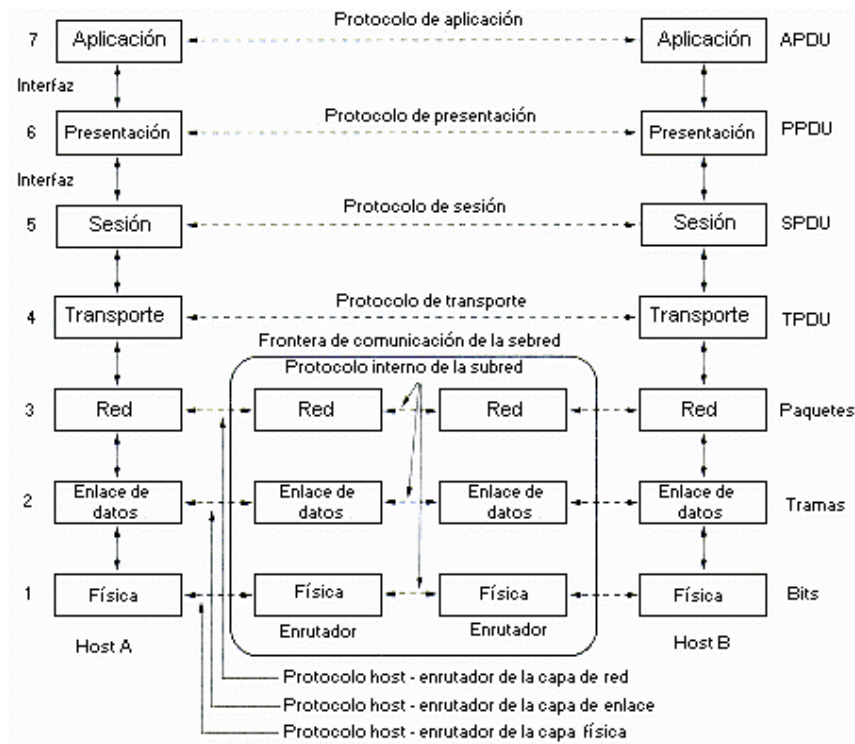 Protocolo de aplicación
7 Aplicación Aplicación APDU
Interfaz
Protocolo de presentación
6 Presentación Presentación PPDU
Interfaz
Protocolo de sesión
5 Sesión Sesión SPDU
Protocolo de transporte
4 Transporte Transporte TPDU
Frontera de comunicación de la sebred
Protocolo interno de la subred
3 Red Red Red Red Paquetes
2 Enlace de datos Enlace de datos Enlace de datos Enlace de datos Tramas
1 Física Física Física Física Bits
Host A Enrutador Enrutador Host B
Protocolo host - enrutador de la capa de red
Protocolo host - enrutador de la capa de enlace
Protocolo host - enrutador de la capa física